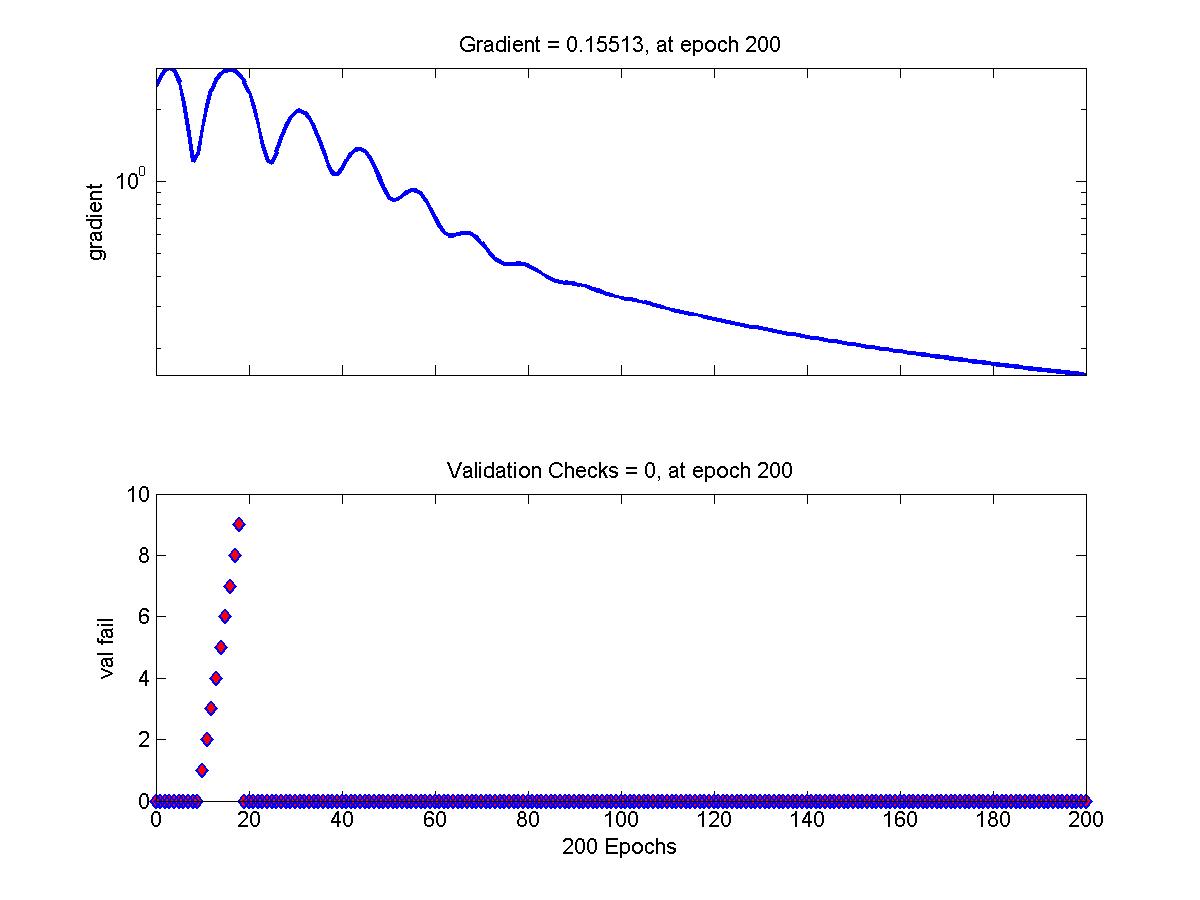 Gradient = 0.15513, at epoch 200
10^0
gradient
Validation Checks = 0, at epoch 200
10
8
6
4
2
0
val fail
0 20 40 60 80 100 120 140 160 180 200
200 Epochs